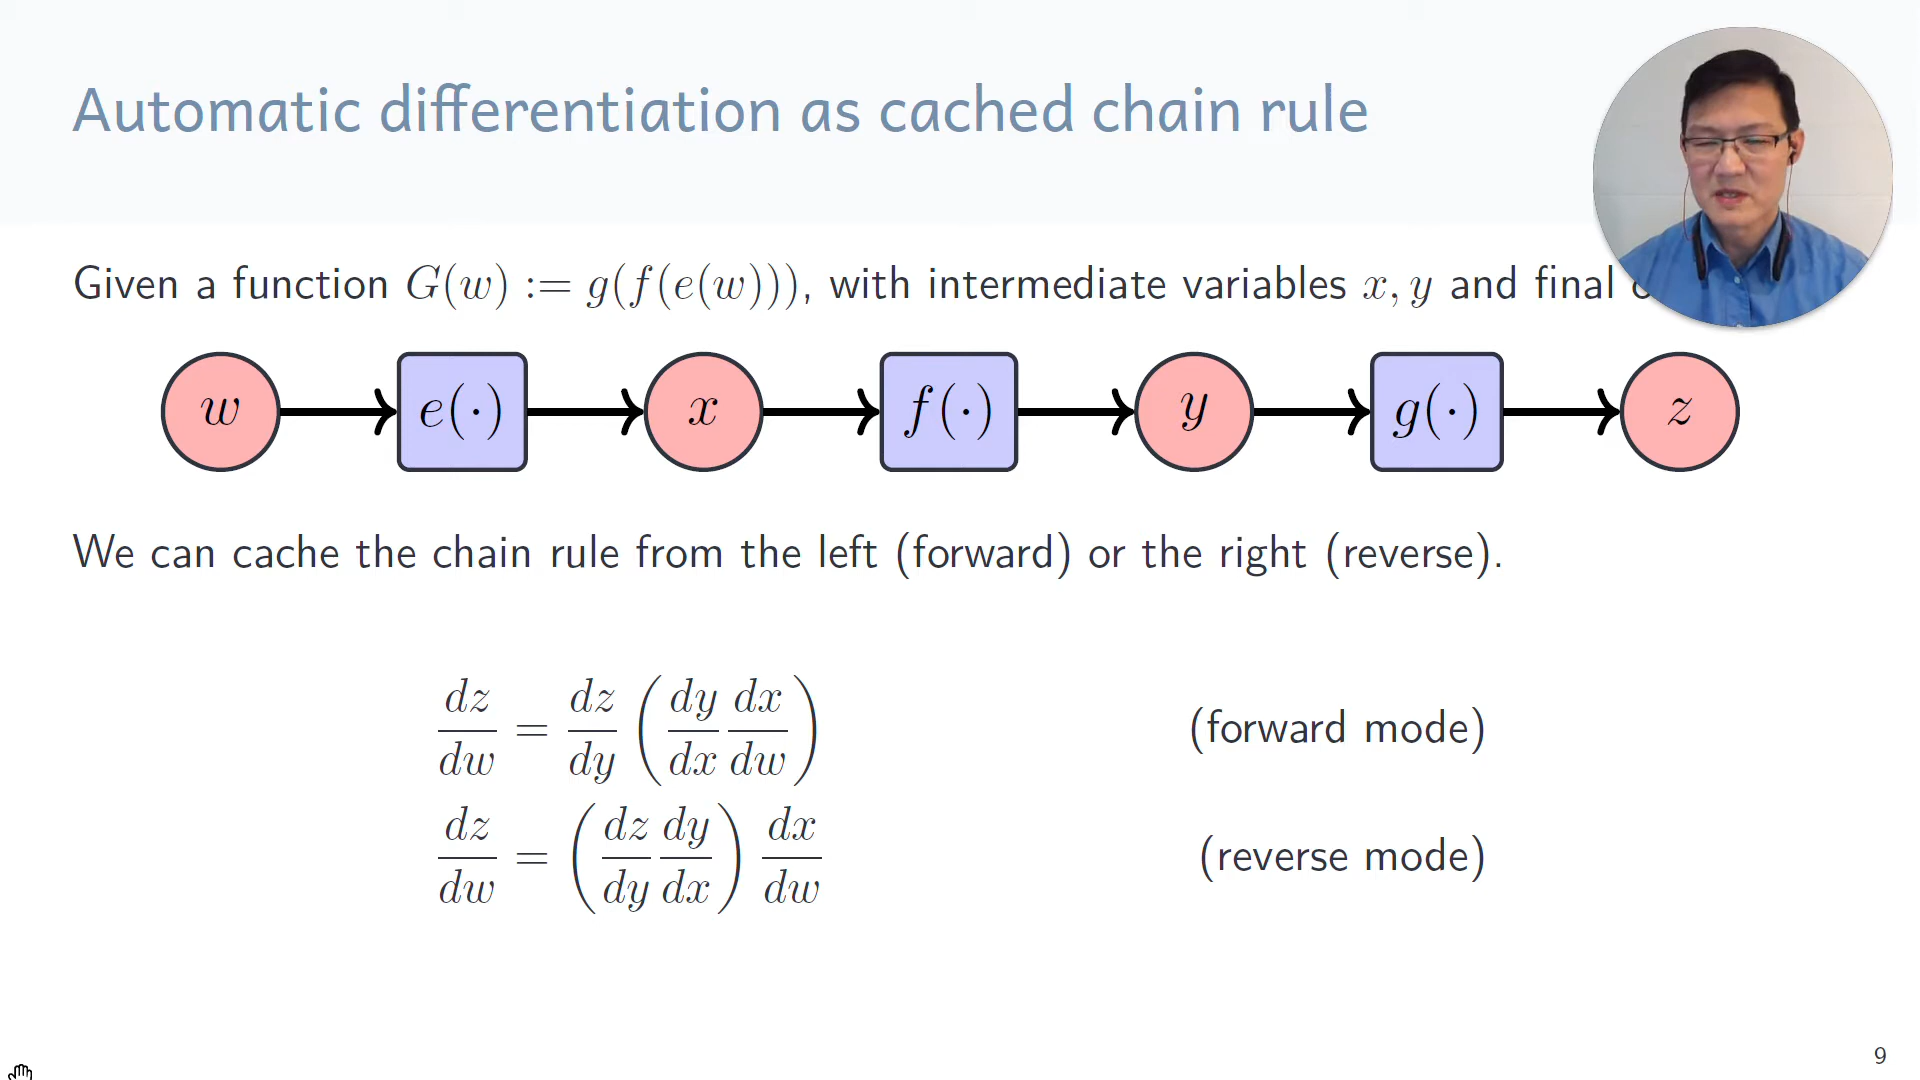 Automatic differentiation as cached chain rule
Given a function G(w) := g(f(e(w))), with intermediate variables x, y and final
w e(·) x f(·) y g(·) z
We can cache the chain rule from the left (forward) or the right (reverse).
dz/dw = dz/dy (dy/dx dx/dw) (forward mode)
dz/dw = (dz/dy dy/dx) dx/dw (reverse mode)
9